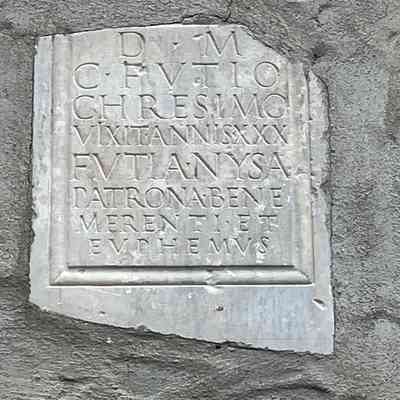 D · M
C · FVTIO
CHRESIMO
VIXIT ANNIS XXX
FVTIA · NYSA
PATRONA · BENE
MERENTI · ET
EVPHEMVS